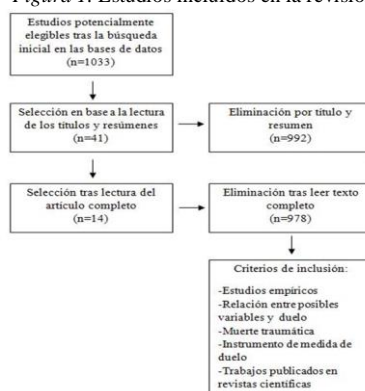 Figura 1. Estudios incluidos en la revisió
Estudios potencialmente
elegibles tras la búsqueda
inicial en las bases de datos
(n=1033)
Selección en base a la lectura
de los títulos y resúmenes
(n=41)
Eliminación por título y
resumen
(n=992)
Selección tras lectura del
artículo completo
(n=14)
Eliminación tras leer texto
completo
(n=978)
Criterios de inclusión:
-Estudios empíricos
-Relación entre posibles
variables y duelo
-Muerte traumática
-Instrumento de medida de
duelo
-Trabajos publicados en
revistas científicas